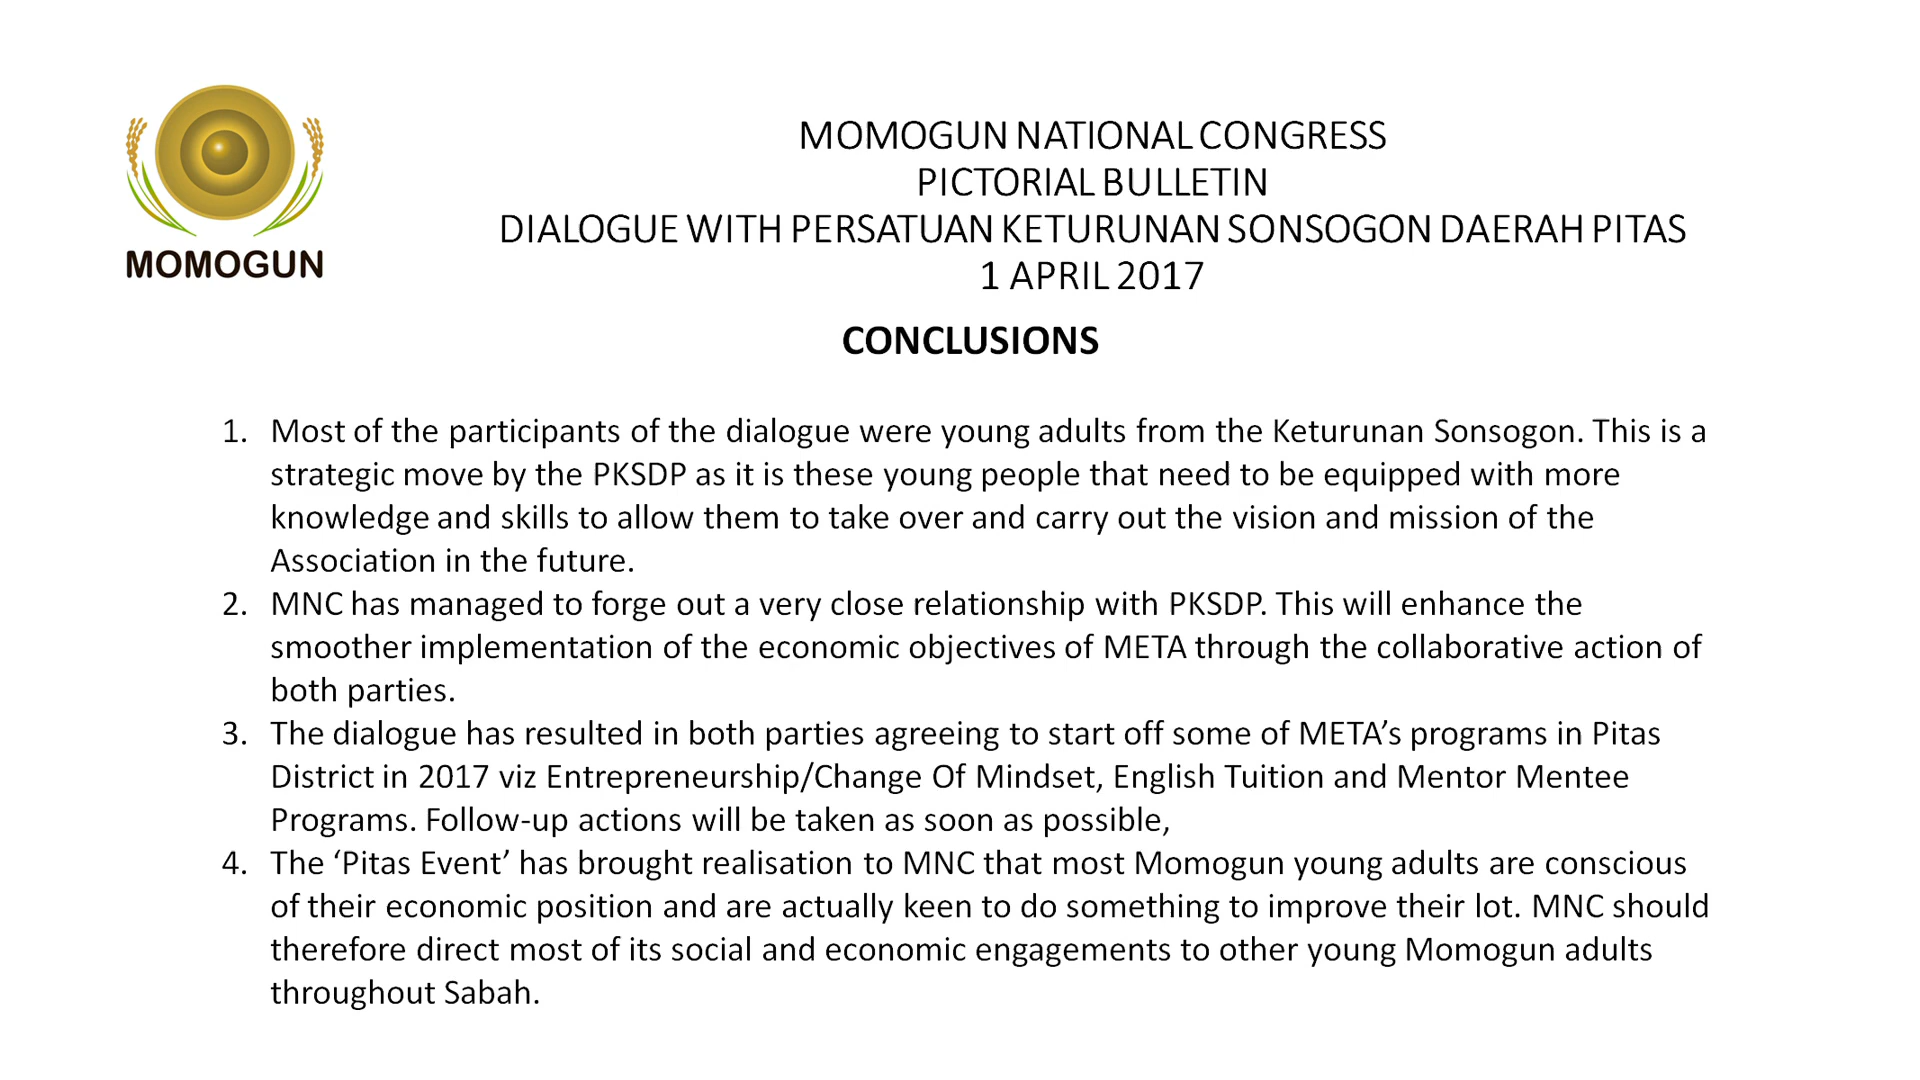 MOMOGUN
MOMOGUN NATIONAL CONGRESS
PICTORIAL BULLETIN
DIALOGUE WITH PERSATUAN KETURUNAN SONSOGON DAERAH PITAS
1 APRIL 2017
CONCLUSIONS
1. Most of the participants of the dialogue were young adults from the Keturunan Sonsogon. This is a
strategic move by the PKSDP as it is these young people that need to be equipped with more
knowledge and skills to allow them to take over and carry out the vision and mission of the
Association in the future.
2. MNC has managed to forge out a very close relationship with PKSDP. This will enhance the
smoother implementation of the economic objectives of META through the collaborative action of
both parties.
3. The dialogue has resulted in both parties agreeing to start off some of META’s programs in Pitas
District in 2017 viz Entrepreneurship/Change Of Mindset, English Tuition and Mentor Mentee
Programs. Follow-up actions will be taken as soon as possible,
4. The ‘Pitas Event’ has brought realisation to MNC that most Momogun young adults are conscious
of their economic position and are actually keen to do something to improve their lot. MNC should
therefore direct most of its social and economic engagements to other young Momogun adults
throughout Sabah.